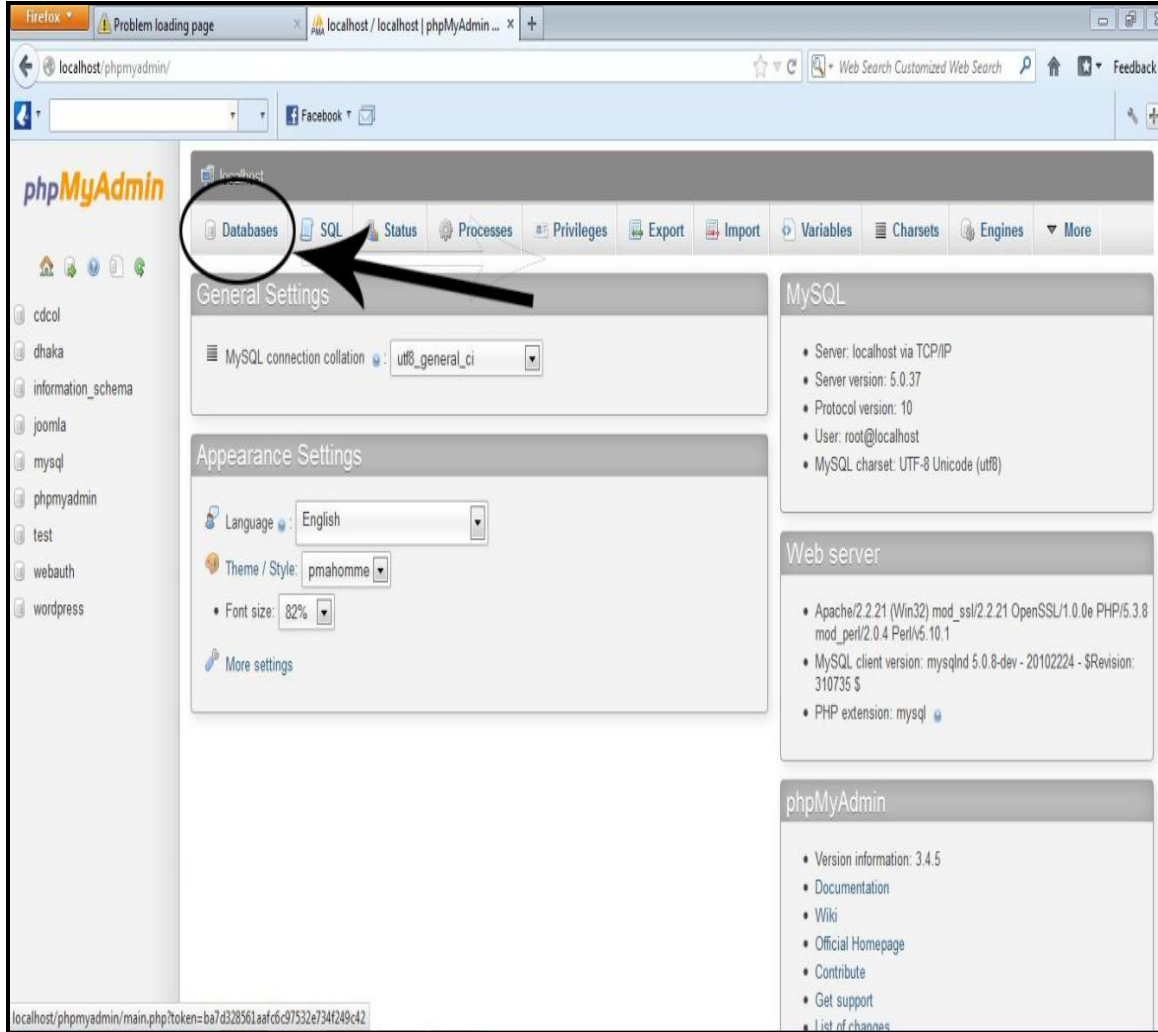 Firefox
Problem loading page
localhost / localhost | phpMyAdmin ...
localhost/phpmyadmin/
Web Search Customized Web Search
Feedback
Facebook
phpMyAdmin
localhost
Databases
SQL
Status
Processes
Privileges
Export
Import
Variables
Charsets
Engines
More
cdcol
dhaka
information_schema
joomla
mysql
phpmyadmin
test
webauth
wordpress
General Settings
MySQL connection collation : utf8_general_ci
Appearance Settings
Language : English
Theme / Style: pmahomme
• Font size: 82%
More settings
MySQL
• Server: localhost via TCP/IP
• Server version: 5.0.37
• Protocol version: 10
• User: root@localhost
• MySQL charset: UTF-8 Unicode (utf8)
Web server
• Apache/2.2.21 (Win32) mod_ssl/2.2.21 OpenSSL/1.0.0e PHP/5.3.8
mod_perl/2.0.4 Perl/v5.10.1
• MySQL client version: mysqlnd 5.0.8-dev - 20102224 - $Revision:
310735 $
• PHP extension: mysql
phpMyAdmin
• Version information: 3.4.5
• Documentation
• Wiki
• Official Homepage
• Contribute
• Get support
• List of changes
localhost/phpmyadmin/main.php?token=ba7d328561aafc6c97532e734f249c42